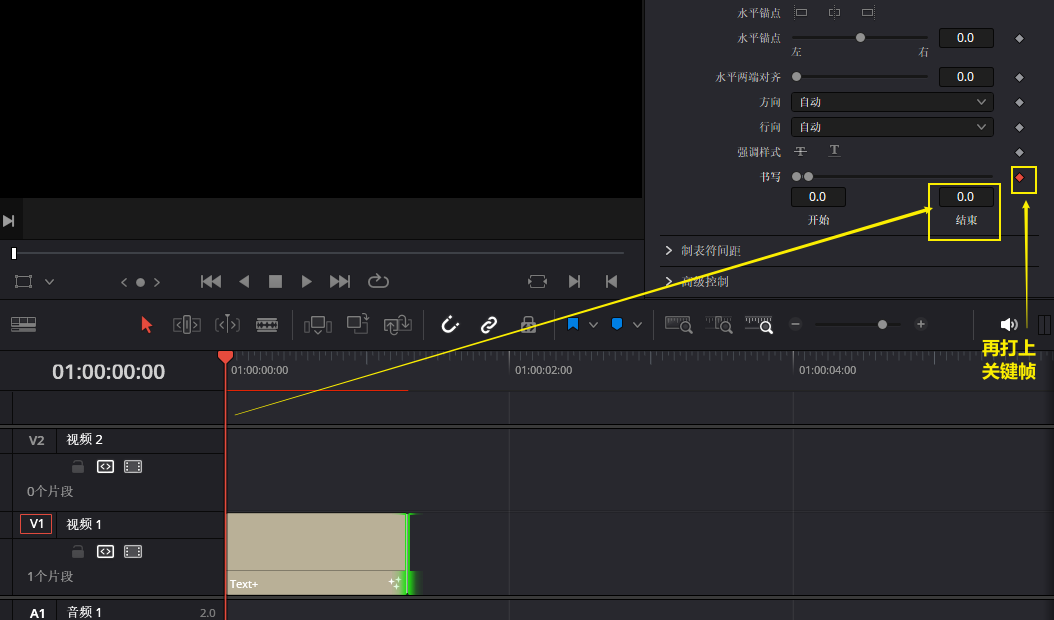 水平锚点
水平锚点
0.0
左
右
水平两端对齐
0.0
方向
自动
行向
自动
强调样式
T
T
书写
0.0
0.0
开始
结束
制表符间距
高级控制
再打上
关键帧
01:00:00:00
01:00:00:00
01:00:02:00
01:00:04:00
V2
视频 2
0个片段
V1
视频 1
1个片段
Text+
A1
音频 1
2.0